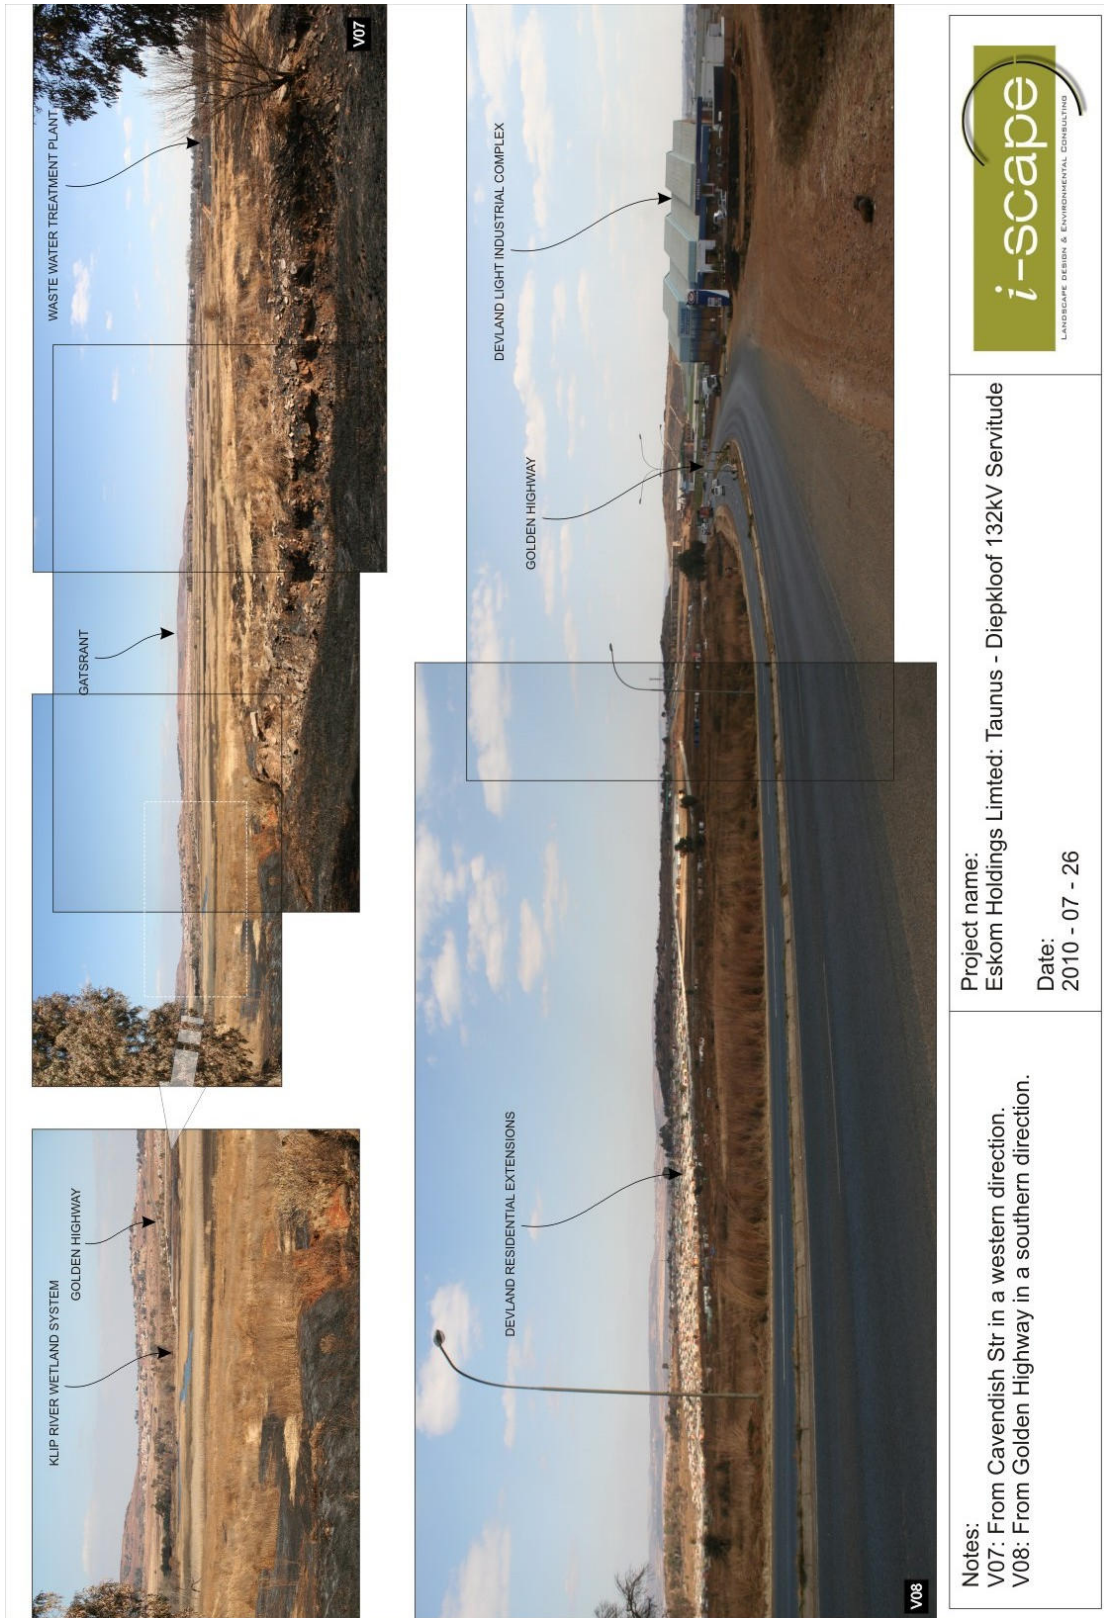 KLIP RIVER WETLAND SYSTEM
GOLDEN HIGHWAY
GATSRANT
WASTE WATER TREATMENT PLANT
V07
DEVLAND RESIDENTIAL EXTENSIONS
GOLDEN HIGHWAY
DEVLAND LIGHT INDUSTRIAL COMPLEX
V08
Notes:
V07: From Cavendish Str in a western direction.
V08: From Golden Highway in a southern direction.
Project name:
Eskom Holdings Limted: Taunus - Diepkloof 132kV Servitude
Date:
2010 - 07 - 26
i-scape
LANDSCAPE DESIGN & ENVIRONMENTAL CONSULTING